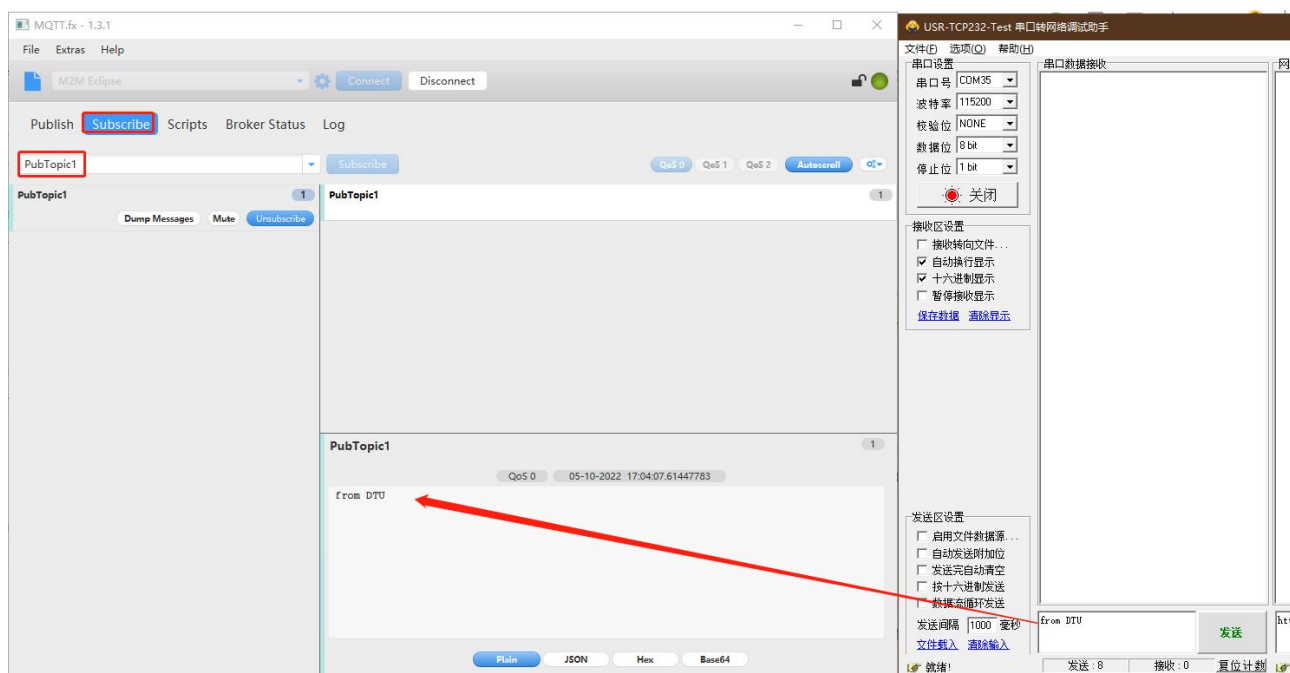 MQTT.fx - 1.3.1
File Extras Help
M2M Eclipse
Connect
Disconnect
Publish Subscribe Scripts Broker Status Log
PubTopic1
Subscribe
QoS 0 QoS 1 QoS 2 Autoscroll
PubTopic1 1
Dump Messages Mute Unsubscribe
PubTopic1 1
PubTopic1 1
QoS 0 05-10-2022 17:04:07.61447783
from DTU
Plain JSON Hex Base64
USR-TCP232-Test 串口转网络调试助手
文件(F) 选项(O) 帮助(H)
串口设置
串口号 COM35
波特率 115200
校验位 NONE
数据位 8 bit
停止位 1 bit
关闭
接收区设置
接收转向文件...
自动换行显示
十六进制显示
暂停接收显示
保存数据 清除显示
发送区设置
启用文件数据源...
自动发送附加位
发送完自动清空
按十六进制发送
数据流循环发送
发送间隔 1000 毫秒
文件载入 清除输入
就绪!
串口数据接收
from DTU
发送
发送:8 接收:0 复位计数
网
htt